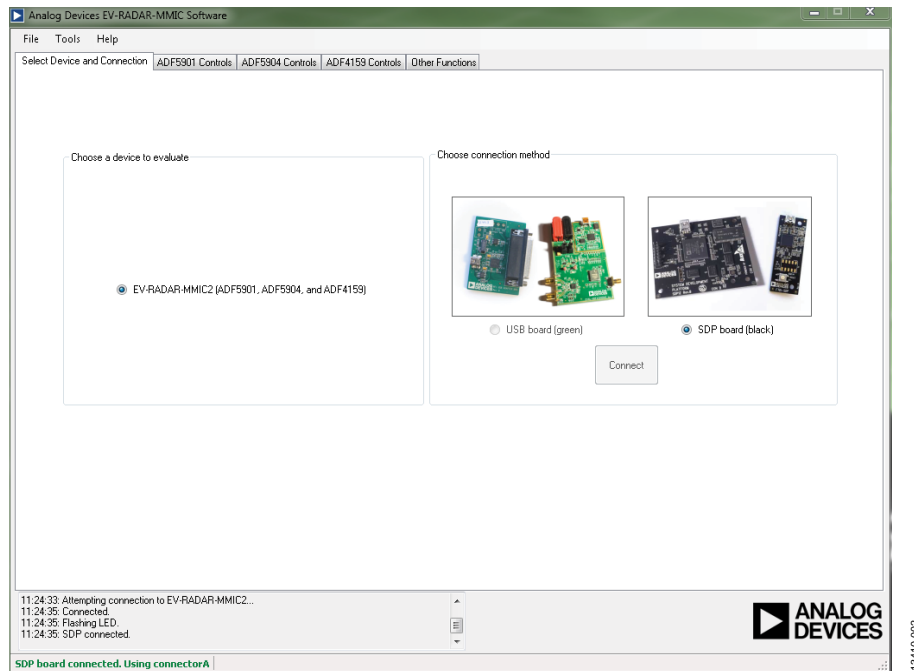 Analog Devices EV-RADAR-MMIC Software
File Tools Help
Select Device and Connection ADF5901 Controls ADF5904 Controls ADF4159 Controls Other Functions
Choose a device to evaluate
Choose connection method
EV-RADAR-MMIC2 (ADF5901, ADF5904, and ADF4159)
USB board (green)
SDP board (black)
Connect
11:24:33: Attempting connection to EV-RADAR-MMIC2...
11:24:35: Connected.
11:24:35: Flashing LED.
11:24:35: SDP connected.
ANALOG
DEVICES
SDP board connected. Using connectorA